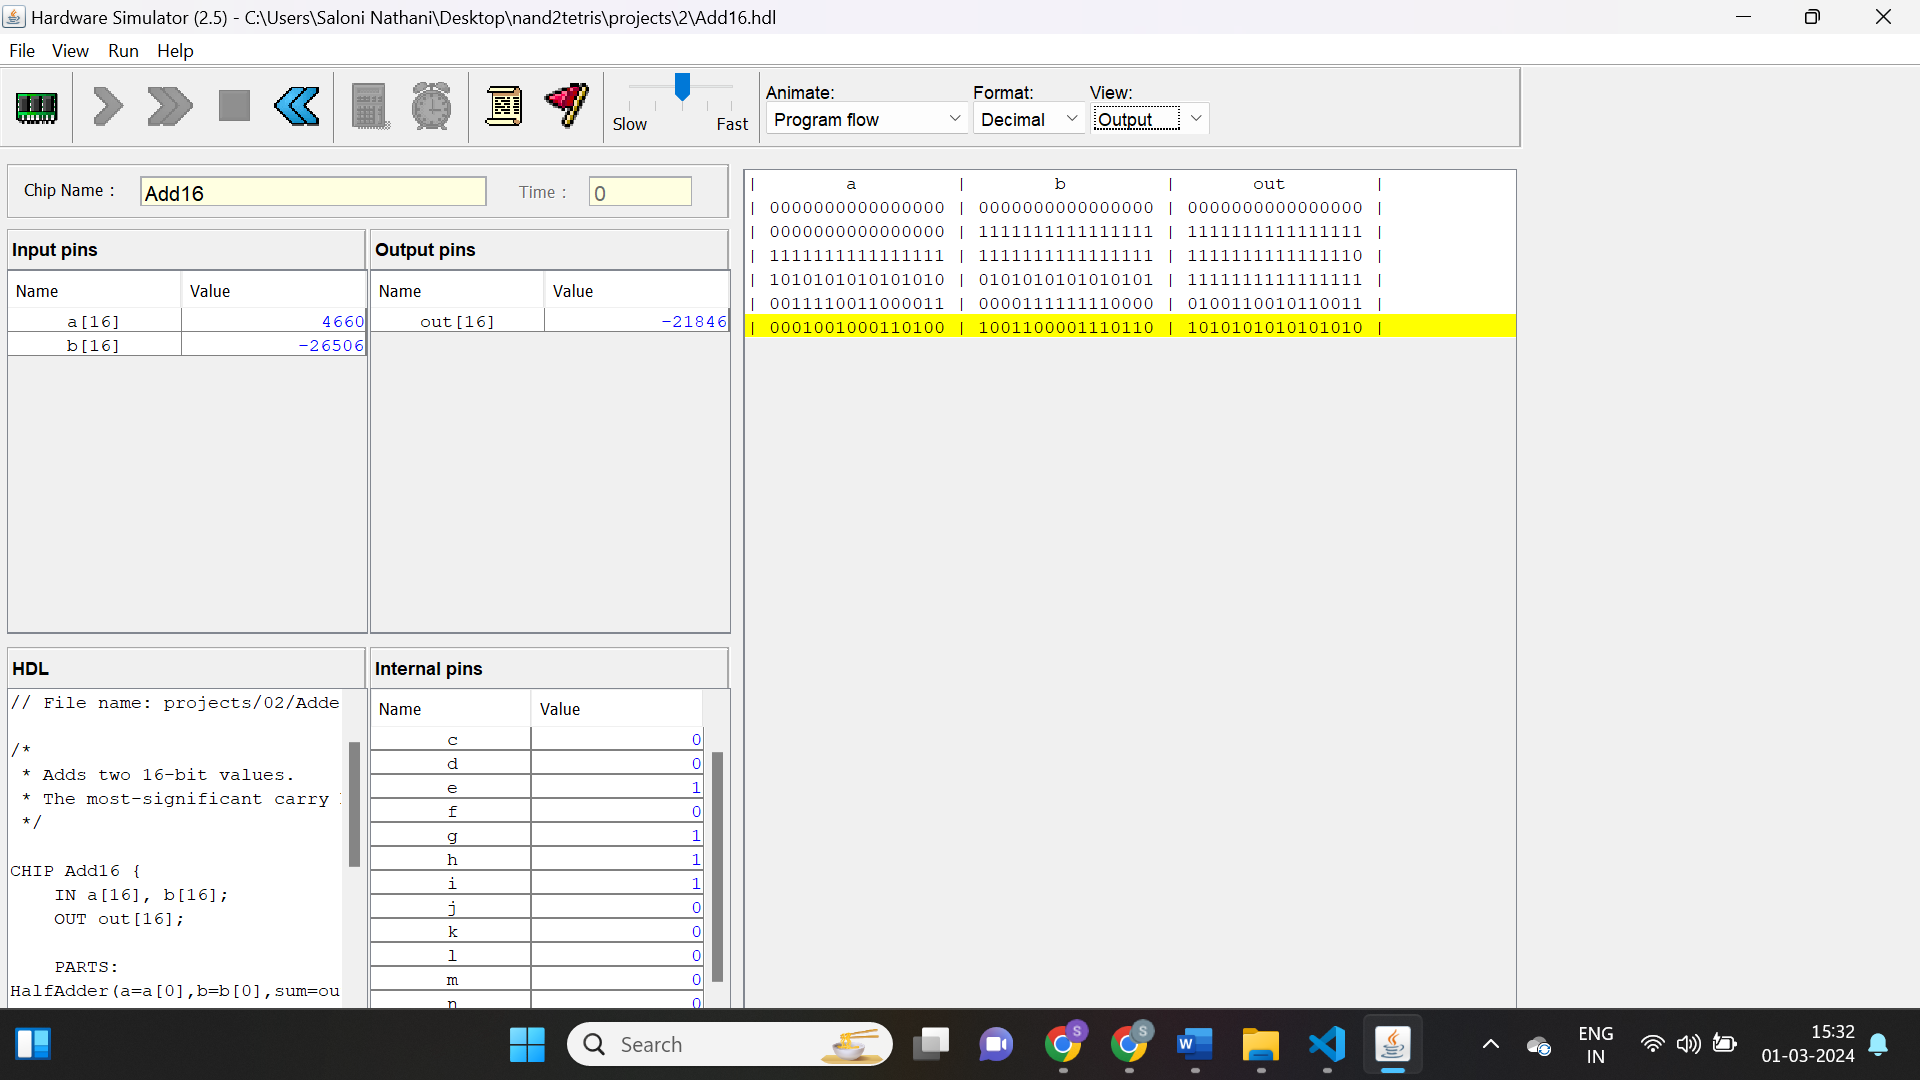 Hardware Simulator (2.5) - C:\Users\Saloni Nathani\Desktop\nand2tetris\projects\2\Add16.hdl
File View Run Help
Animate: Format: View:
Slow Fast Program flow Decimal Output
Chip Name : Add16 Time : 0
Input pins
Name Value
a[16] 4660
b[16] -26506
Output pins
Name Value
out[16] -21846
| a | b | out |
| 0000000000000000 | 0000000000000000 | 0000000000000000 |
| 0000000000000000 | 1111111111111111 | 1111111111111111 |
| 1111111111111111 | 1111111111111111 | 1111111111111110 |
| 1010101010101010 | 0101010101010101 | 1111111111111111 |
| 0011110011000011 | 0000111111110000 | 0100110010110011 |
| 0001001000110100 | 1001100001110110 | 1010101010101010 |
HDL
// File name: projects/02/Adde
/*
* Adds two 16-bit values.
* The most-significant carry
*/
CHIP Add16 {
IN a[16], b[16];
OUT out[16];
PARTS:
HalfAdder(a=a[0],b=b[0],sum=ou
Internal pins
Name Value
c 0
d 0
e 1
f 0
g 1
h 1
i 1
j 0
k 0
l 0
m 0
n 0
Search
S
S
W
ENG
IN
15:32
01-03-2024